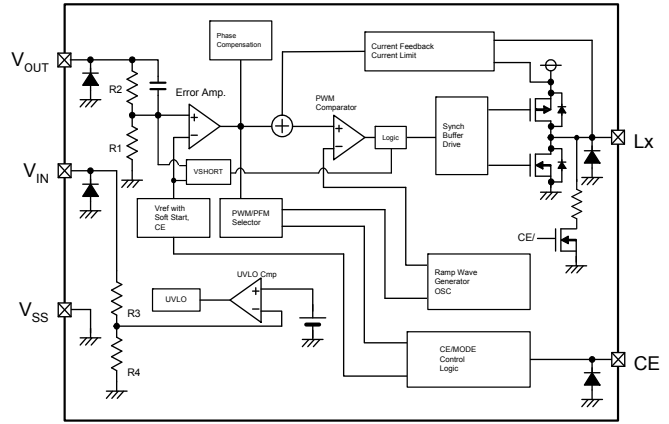 Phase
Compensation
Current Feedback
Current Limit
VOUT
R2
Error Amp.
PWM
Comparator
Logic
Synch
Buffer
Drive
Lx
R1
VSHORT
VIN
Vref with
Soft Start,
CE
PWM/PFM
Selector
CE/
Ramp Wave
Generator
OSC
UVLO Cmp
UVLO
VSS
R3
R4
CE/MODE
Control
Logic
CE